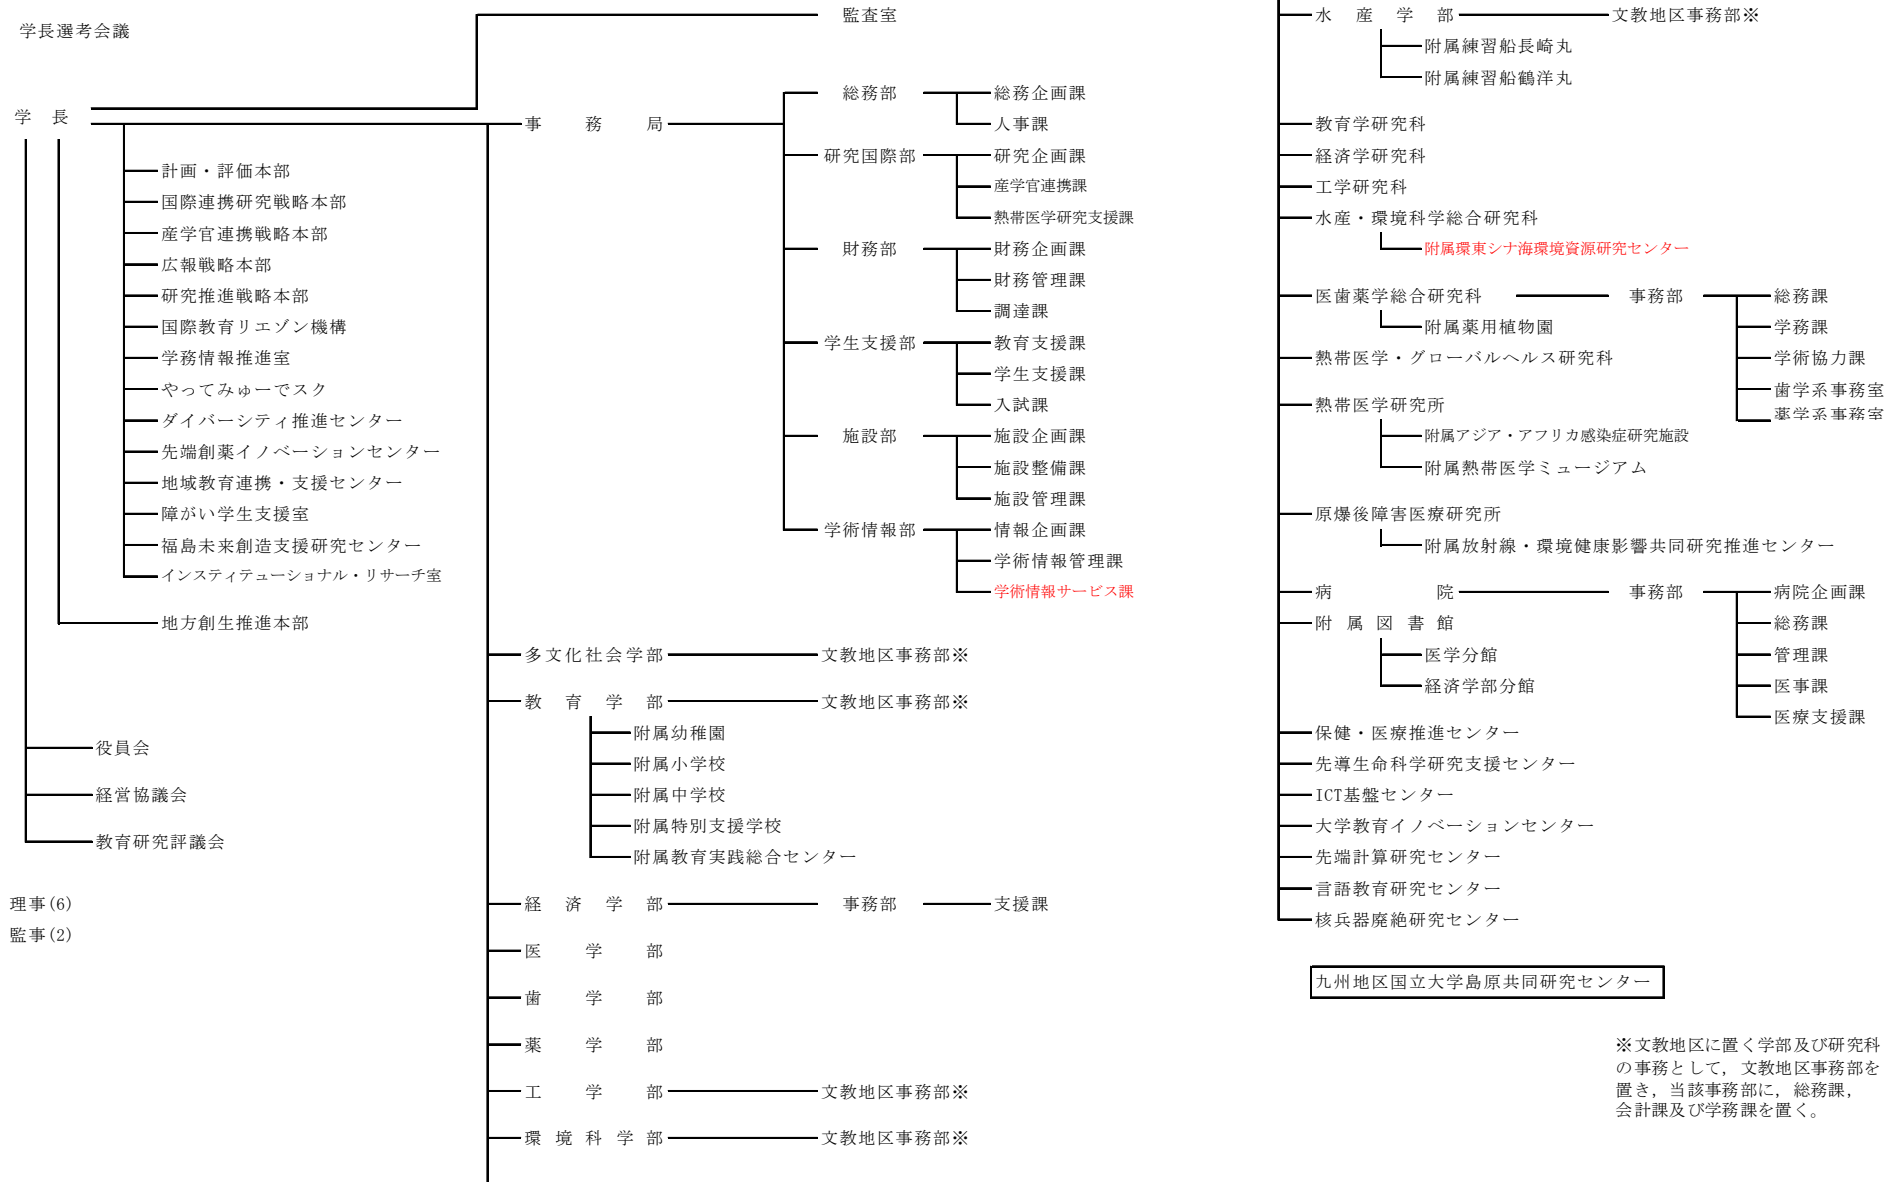 学長選考会議
学長
計画・評価本部
国際連携研究戦略本部
産学官連携戦略本部
広報戦略本部
研究推進戦略本部
国際教育リエゾン機構
学務情報推進室
やってみゅーでスク
ダイバーシティ推進センター
先端創薬イノベーションセンター
地域教育連携・支援センター
障がい学生支援室
福島未来創造支援研究センター
インスティテューショナル・リサーチ室
地方創生推進本部
役員会
経営協議会
教育研究評議会
理事(6)
監事(2)
監査室
事務局
総務部
総務企画課
人事課
研究国際部
研究企画課
産学官連携課
熱帯医学研究支援課
財務部
財務企画課
財務管理課
調達課
学生支援部
教育支援課
学生支援課
入試課
施設部
施設企画課
施設整備課
施設管理課
学術情報部
情報企画課
学術情報管理課
学術情報サービス課
多文化社会学部
文教地区事務部※
教育学部
文教地区事務部※
附属幼稚園
附属小学校
附属中学校
附属特別支援学校
附属教育実践総合センター
経済学部
事務部
支援課
医学部
歯学部
薬学部
工学部
文教地区事務部※
環境科学部
文教地区事務部※
水産学部
文教地区事務部※
附属練習船長崎丸
附属練習船鶴洋丸
教育学研究科
経済学研究科
工学研究科
水産・環境科学総合研究科
附属環東シナ海環境資源研究センター
医歯薬学総合研究科
事務部
総務課
学務課
学術協力課
歯学系事務室
薬学系事務室
附属薬用植物園
熱帯医学・グローバルヘルス研究科
熱帯医学研究所
附属アジア・アフリカ感染症研究施設
附属熱帯医学ミュージアム
原爆後障害医療研究所
附属放射線・環境健康影響共同研究推進センター
病院
事務部
病院企画課
総務課
管理課
医事課
医療支援課
附属図書館
医学分館
経済学部分館
保健・医療推進センター
先導生命科学研究支援センター
ICT基盤センター
大学教育イノベーションセンター
先端計算研究センター
言語教育研究センター
核兵器廃絶研究センター
九州地区国立大学島原共同研究センター
※文教地区に置く学部及び研究科
の事務として，文教地区事務部を
置き，当該事務部に，総務課，
会計課及び学務課を置く。